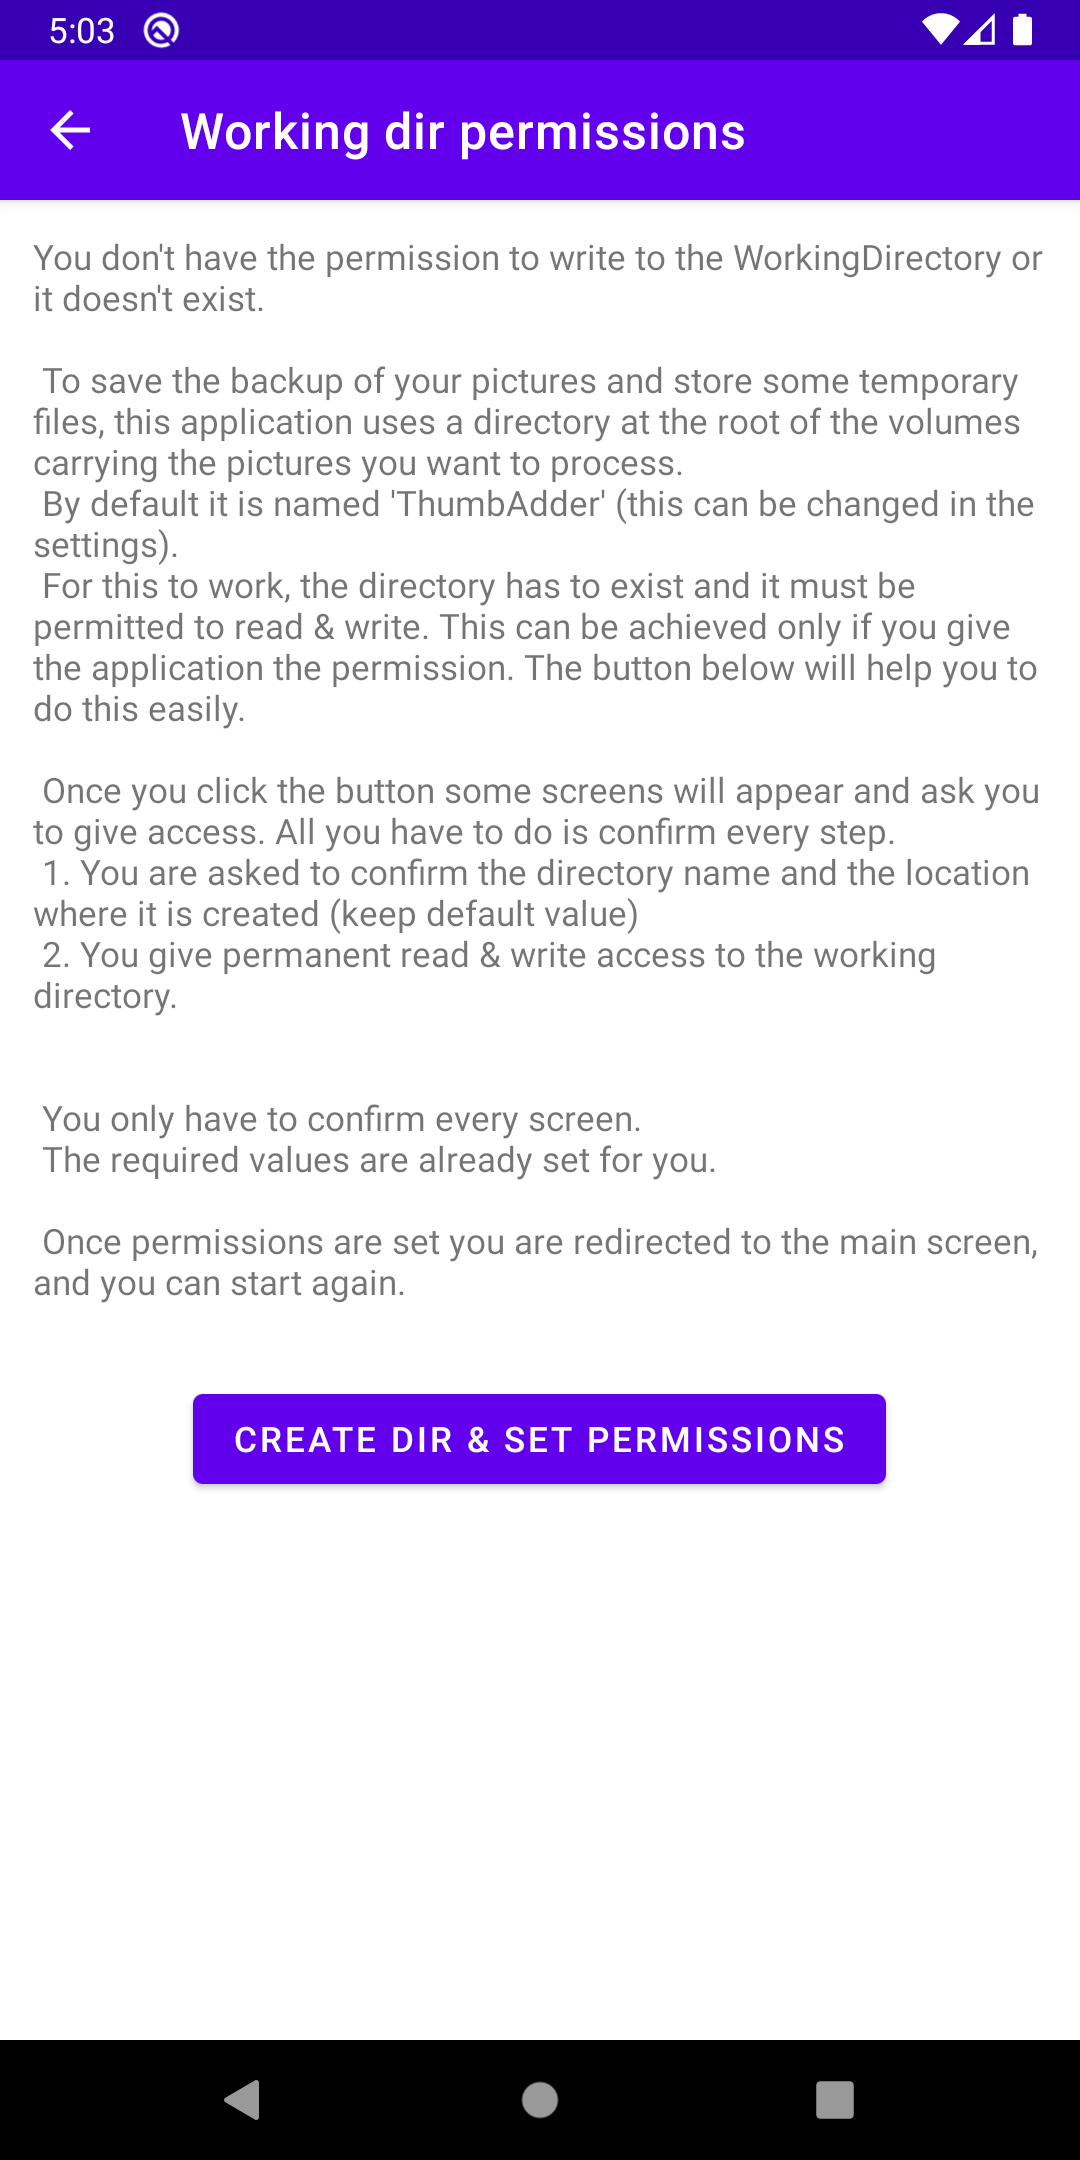 5:03
Working dir permissions
You don't have the permission to write to the WorkingDirectory or
it doesn't exist.
To save the backup of your pictures and store some temporary
files, this application uses a directory at the root of the volumes
carrying the pictures you want to process.
By default it is named 'ThumbAdder' (this can be changed in the
settings).
For this to work, the directory has to exist and it must be
permitted to read & write. This can be achieved only if you give
the application the permission. The button below will help you to
do this easily.
Once you click the button some screens will appear and ask you
to give access. All you have to do is confirm every step.
1. You are asked to confirm the directory name and the location
where it is created (keep default value)
2. You give permanent read & write access to the working
directory.
You only have to confirm every screen.
The required values are already set for you.
Once permissions are set you are redirected to the main screen,
and you can start again.
CREATE DIR & SET PERMISSIONS